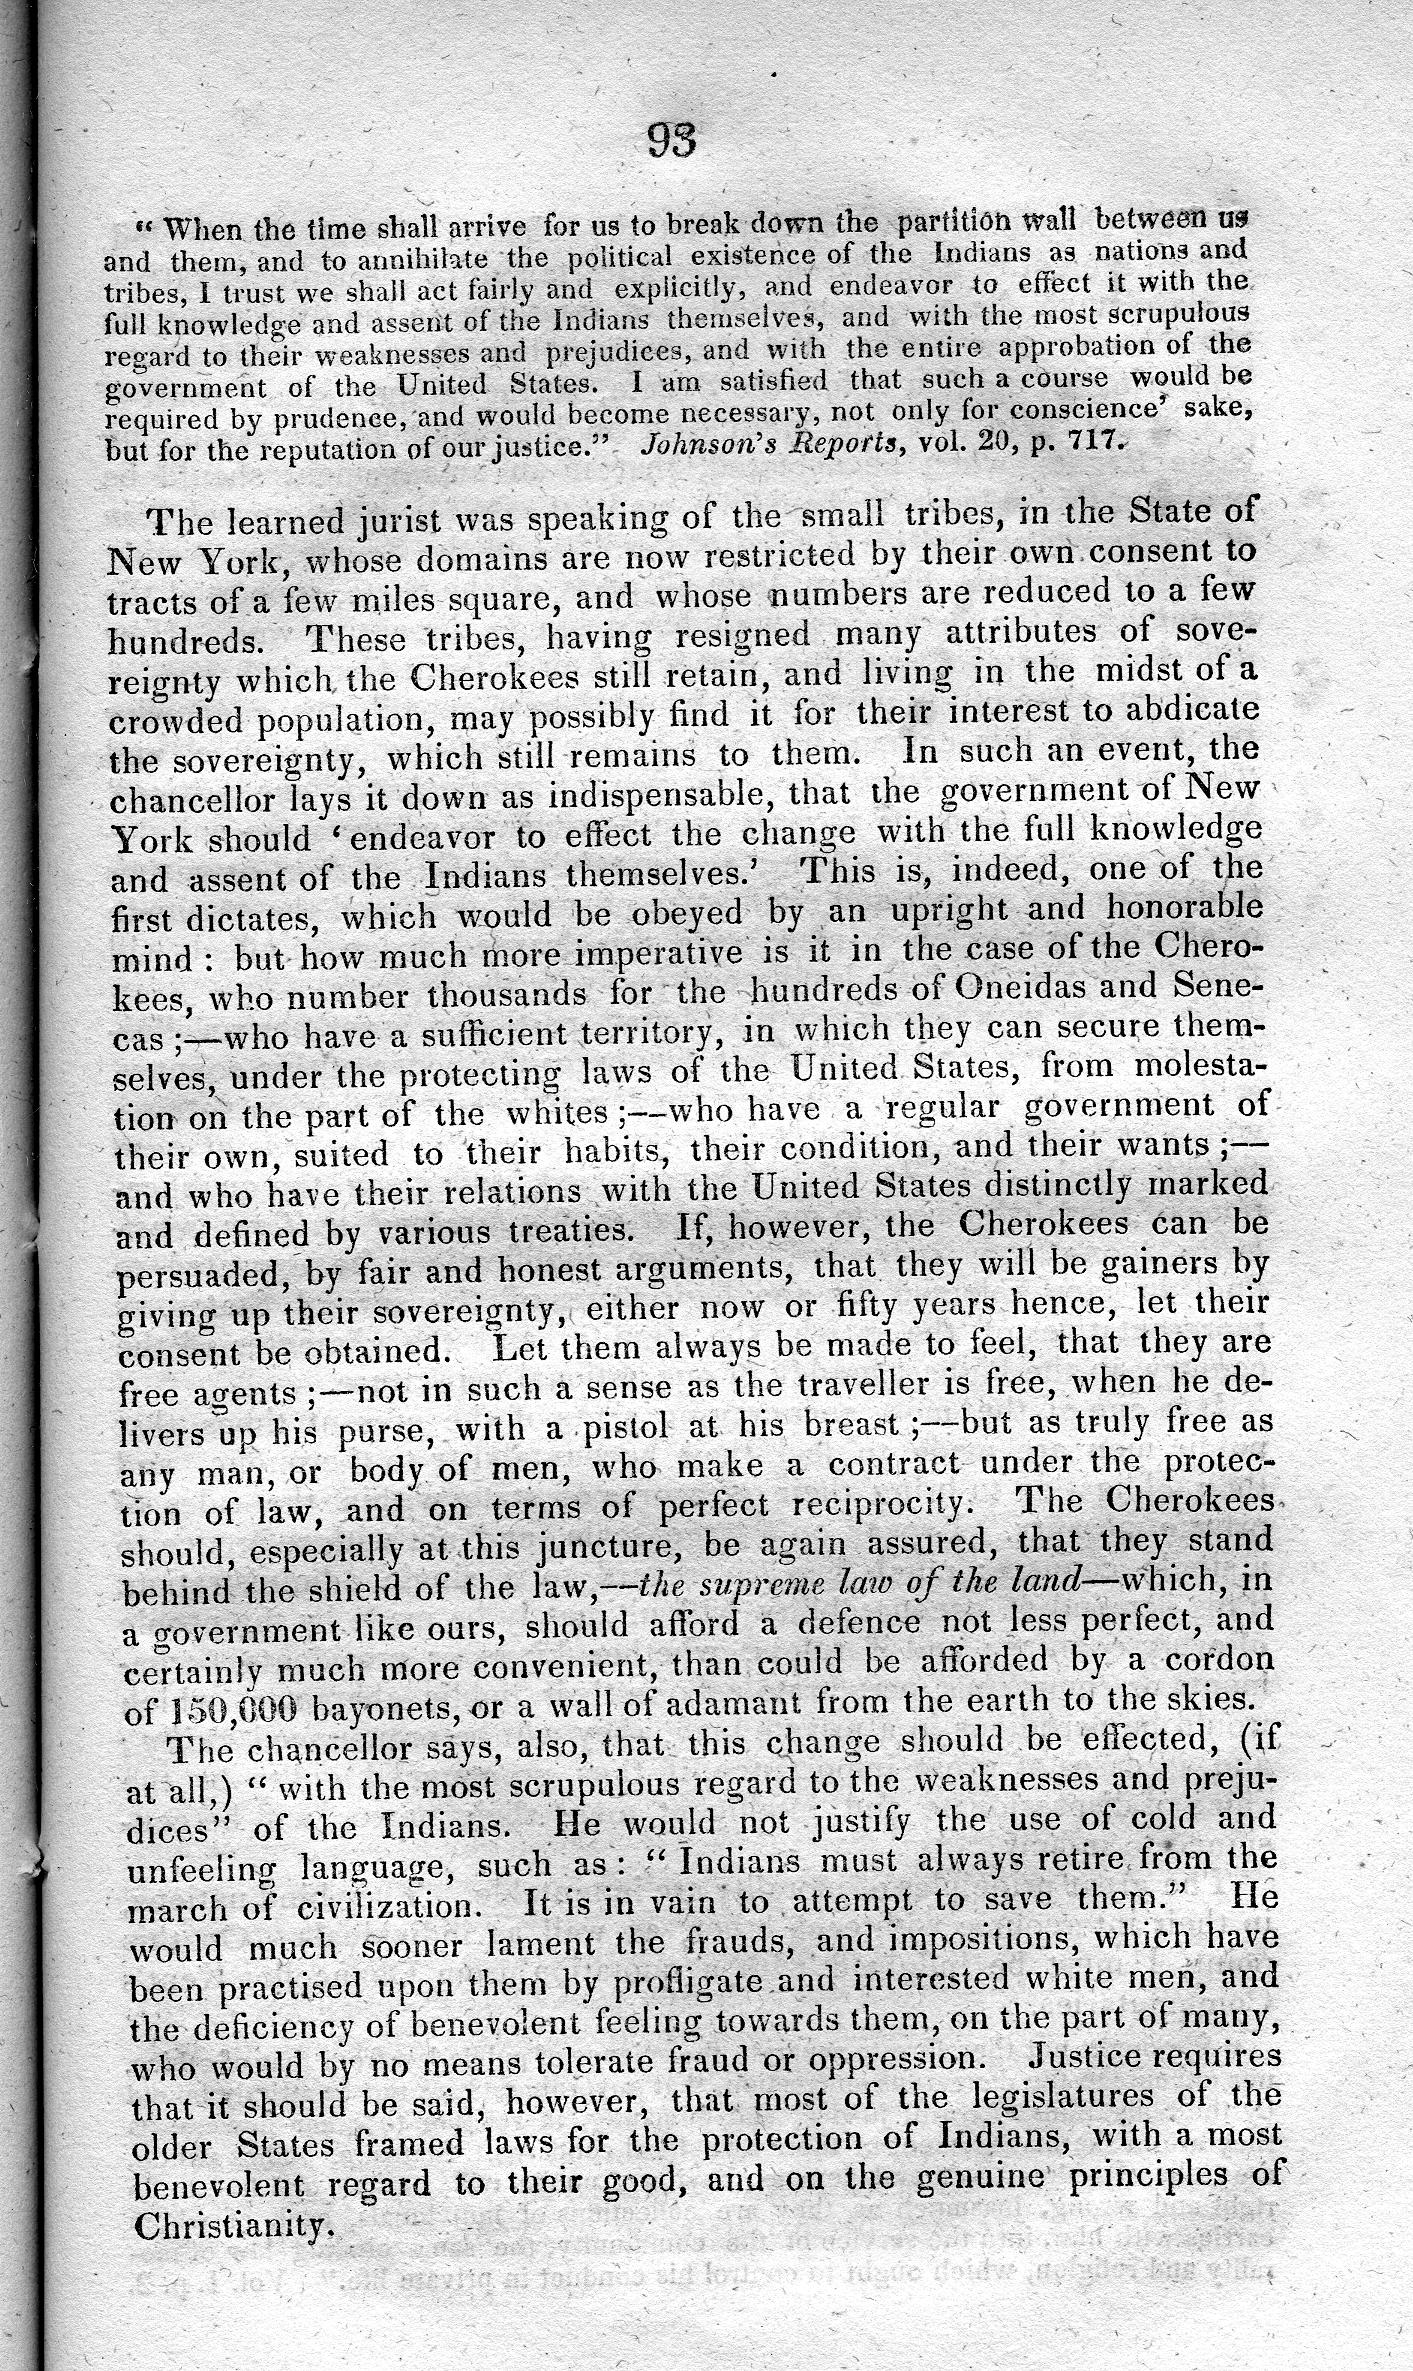 93
“ When the time shall arrive for us to break down the partition wall between us
and them, and to annihilate the political existence of the Indians as nations and
tribes, I trust we shall act fairly and explicitly, and endeavor to effect it with the
full knowledge and assent of the Indians themselves, and with the most scrupulous
regard to their weaknesses and prejudices, and with the entire approbation of the
government of the United States. I am satisfied that such a course would be
required by prudence, and would become necessary, not only for conscience’ sake,
but for the reputation of our justice.” Johnson’s Reports, vol. 20, p. 717.
The learned jurist was speaking of the small tribes, in the State of
New York, whose domains are now restricted by their own consent to
tracts of a few miles square, and whose numbers are reduced to a few
hundreds. These tribes, having resigned many attributes of sove-
reignty which the Cherokees still retain, and living in the midst of a
crowded population, may possibly find it for their interest to abdicate
the sovereignty, which still remains to them. In such an event, the
chancellor lays it down as indispensable, that the government of New
York should ‘ endeavor to effect the change with the full knowledge
and assent of the Indians themselves.’ This is, indeed, one of the
first dictates, which would be obeyed by an upright and honorable
mind : but how much more imperative is it in the case of the Chero-
kees, who number thousands for the hundreds of Oneidas and Sene-
cas ;—who have a sufficient territory, in which they can secure them-
selves, under the protecting laws of the United States, from molesta-
tion on the part of the whites ;—who have a regular government of
their own, suited to their habits, their condition, and their wants ;—
and who have their relations with the United States distinctly marked
and defined by various treaties. If, however, the Cherokees can be
persuaded, by fair and honest arguments, that they will be gainers by
giving up their sovereignty, either now or fifty years hence, let their
consent be obtained. Let them always be made to feel, that they are
free agents ;—not in such a sense as the traveller is free, when he de-
livers up his purse, with a pistol at his breast ;—but as truly free as
any man, or body of men, who make a contract under the protec-
tion of law, and on terms of perfect reciprocity. The Cherokees
should, especially at this juncture, be again assured, that they stand
behind the shield of the law,—the supreme law of the land—which, in
a government like ours, should afford a defence not less perfect, and
certainly much more convenient, than could be afforded by a cordon
of 150,000 bayonets, or a wall of adamant from the earth to the skies.
The chancellor says, also, that this change should be effected, (if
at all,) “ with the most scrupulous regard to the weaknesses and preju-
dices” of the Indians. He would not justify the use of cold and
unfeeling language, such as : “ Indians must always retire from the
march of civilization. It is in vain to attempt to save them.” He
would much sooner lament the frauds, and impositions, which have
been practised upon them by profligate and interested white men, and
the deficiency of benevolent feeling towards them, on the part of many,
who would by no means tolerate fraud or oppression. Justice requires
that it should be said, however, that most of the legislatures of the
older States framed laws for the protection of Indians, with a most
benevolent regard to their good, and on the genuine principles of
Christianity.